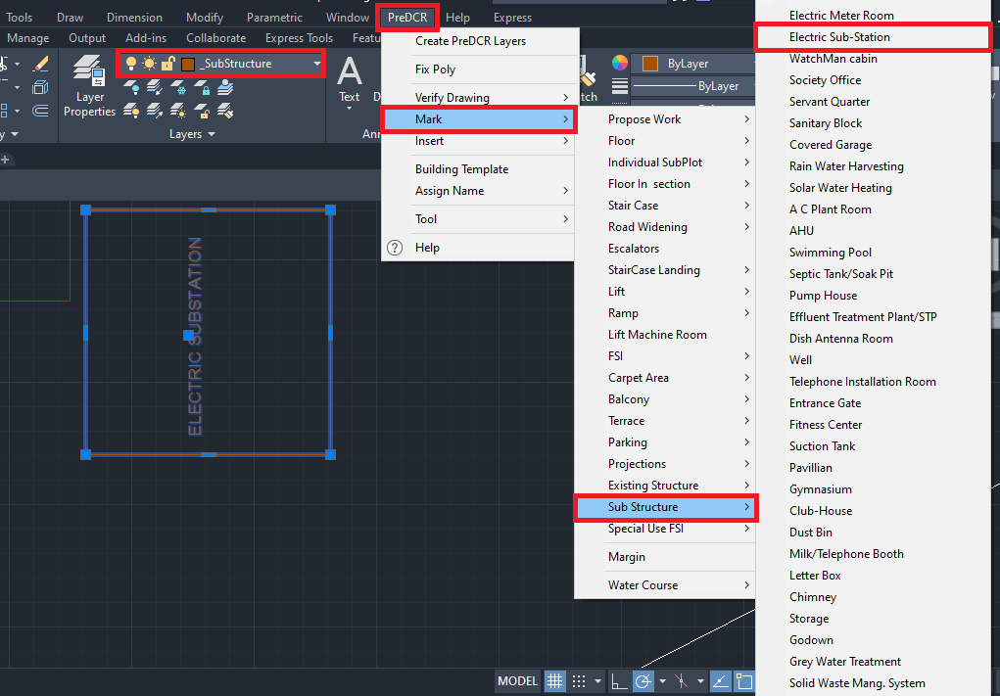 Tools Draw Dimension Modify Parametric Window PreDCR Help Express
Manage Output Add-ins Collaborate Express Tools Featu
_SubStructure
Layer
Properties
Layers
Text
D
Ann
tch
ByLayer
ByLayer
Create PreDCR Layers
Fix Poly
Verify Drawing
Mark
Insert
Building Template
Assign Name
Tool
? Help
Propose Work
Floor
Individual SubPlot
Floor In section
Stair Case
Road Widening
Escalators
StairCase Landing
Lift
Ramp
Lift Machine Room
FSI
Carpet Area
Balcony
Terrace
Parking
Projections
Existing Structure
Sub Structure
Special Use FSI
Margin
Water Course
Electric Meter Room
Electric Sub-Station
WatchMan cabin
Society Office
Servant Quarter
Sanitary Block
Covered Garage
Rain Water Harvesting
Solar Water Heating
A C Plant Room
AHU
Swimming Pool
Septic Tank/Soak Pit
Pump House
Effluent Treatment Plant/STP
Dish Antenna Room
Well
Telephone Installation Room
Entrance Gate
Fitness Center
Suction Tank
Pavillian
Gymnasium
Club-House
Dust Bin
Milk/Telephone Booth
Letter Box
Chimney
Storage
Godown
Grey Water Treatment
Solid Waste Mang. System
ELECTRIC SUBSTATION
MODEL